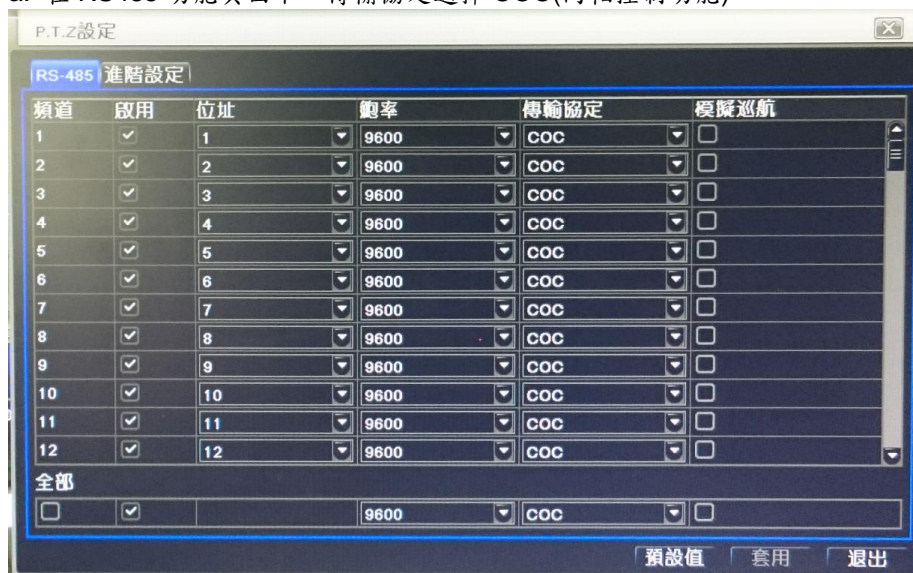 P.T.Z設定
RS-485 進階設定
頻道 啟用 位址 鲍率 傳輸協定 模擬巡航
1 1 9600 COC
2 2 9600 COC
3 3 9600 COC
4 4 9600 COC
5 5 9600 COC
6 6 9600 COC
7 7 9600 COC
8 8 9600 COC
9 9 9600 COC
10 10 9600 COC
11 11 9600 COC
12 12 9600 COC
全部
9600 COC
預設值 套用 退出